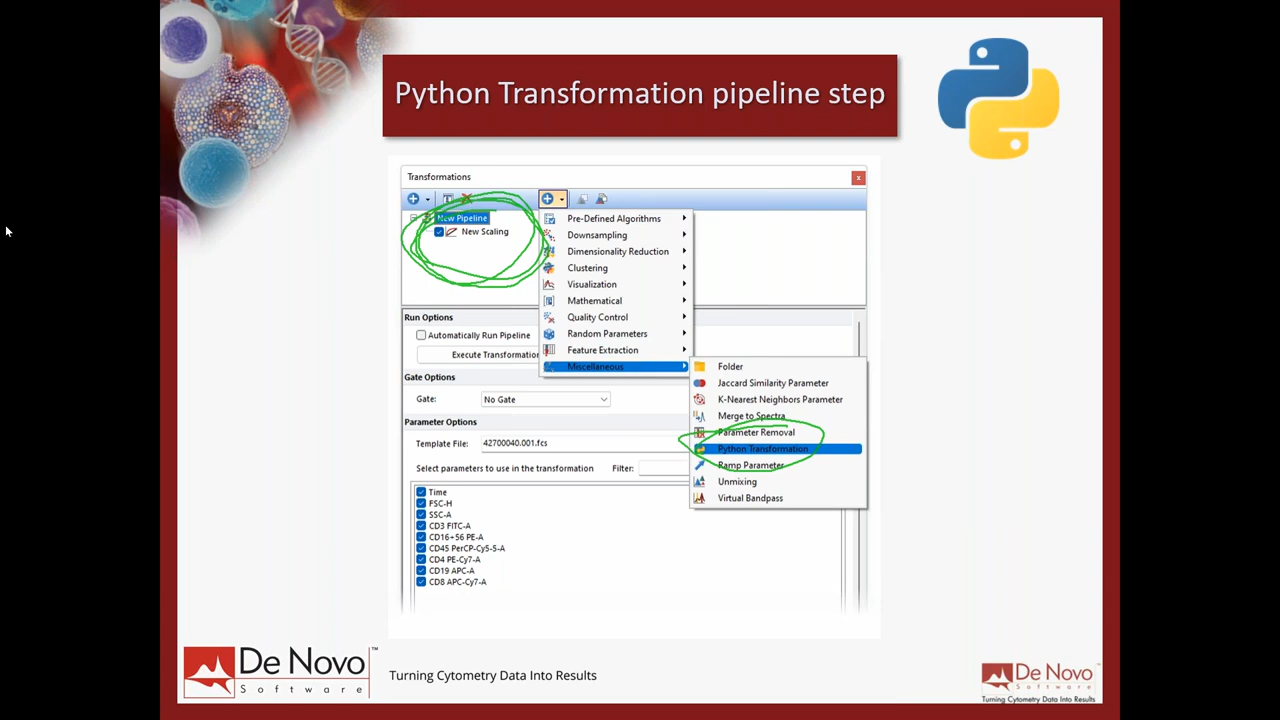 Python Transformation pipeline step
Transformations
x
New Pipeline
New Scaling
Pre-Defined Algorithms
Downsampling
Dimensionality Reduction
Clustering
Visualization
Mathematical
Quality Control
Random Parameters
Feature Extraction
Miscellaneous
Folder
Jaccard Similarity Parameter
K-Nearest Neighbors Parameter
Merge to Spectra
Parameter Removal
Python Transformation
Ramp Parameter
Unmixing
Virtual Bandpass
Run Options
Automatically Run Pipeline
Execute Transformation
Gate Options
Gate: No Gate
Parameter Options
Template File: 42700040.001.fcs
Select parameters to use in the transformation Filter:
Time
FSC-H
SSC-A
CD3 FITC-A
CD16+56 PE-A
CD45 PerCP-Cy5-5-A
CD4 PE-Cy7-A
CD19 APC-A
CD8 APC-Cy7-A
De Novo ™
Software
Turning Cytometry Data Into Results
De Novo
Software
Turning Cytometry Data Into Results